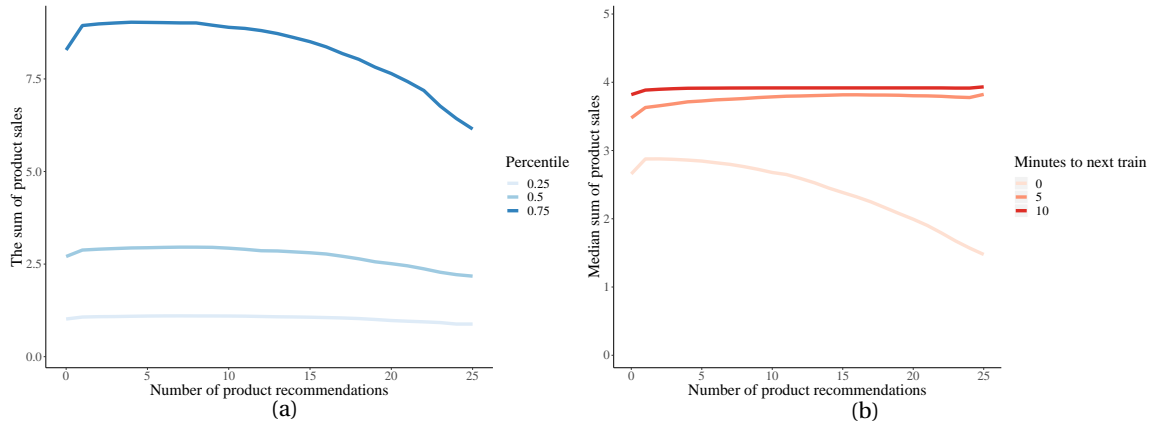 The sum of product sales
7.5
5.0
2.5
0.0
0 5 10 15 20 25
Number of product recommendations
(a)
Percentile
0.25
0.5
0.75
Median sum of product sales
5
4
3
2
1
0
0 5 10 15 20 25
Number of product recommendations
(b)
Minutes to next train
0
5
10